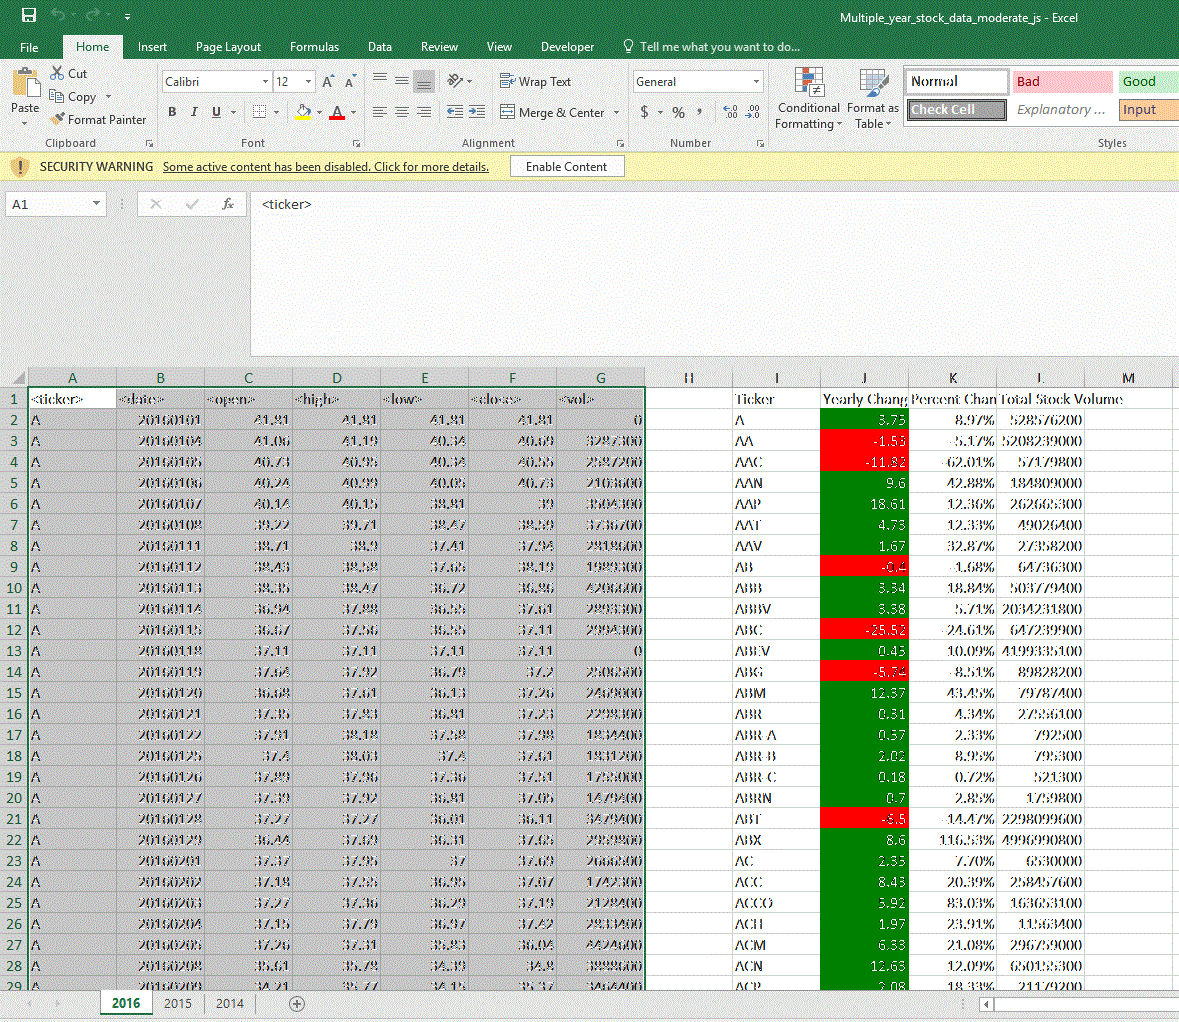 Multiple_year_stock_data_moderate_js - Excel
File Home Insert Page Layout Formulas Data Review View Developer Tell me what you want to do...
Paste Cut Copy Format Painter Clipboard
Calibri 12 A A B I U A Font
Wrap Text Merge & Center Alignment
General $ % , Number
Conditional Formatting Format as Table
Normal Bad Good
Check Cell Explanatory ... Input
Styles
SECURITY WARNING Some active content has been disabled. Click for more details. Enable Content
A1 fx <ticker>
A B C D E F G H I J K L M
1 <ticker> <date> <open> <high> <low> <close> <vol> Ticker Yearly Chang Percent Chan Total Stock Volume
2 A 20160101 41.81 41.81 41.81 41.81 0 A 3.75 8.97% 528576200
3 A 20160104 41.06 41.19 40.34 40.69 3287300 AA -1.55 -5.17% 5208239000
4 A 20160105 40.73 40.95 40.34 40.55 2587200 AAC -11.82 -62.01% 57179800
5 A 20160106 40.24 40.99 40.05 40.73 2103600 AAN 9.6 42.88% 184809000
6 A 20160107 40.14 40.15 38.81 39 3504300 AAP 18.61 12.36% 262665300
7 A 20160108 39.22 39.71 38.47 38.59 3736700 AAT 4.73 12.33% 49026400
8 A 20160111 38.71 38.9 37.41 37.94 2818600 AAV 1.67 32.87% 27358200
9 A 20160112 38.43 38.58 37.65 38.19 1989300 AB -0.4 -1.68% 64736300
10 A 20160113 38.35 38.47 36.72 36.86 4206600 ABB 3.34 18.84% 503779400
11 A 20160114 36.94 37.88 36.55 37.61 2893300 ABBV 3.38 5.71% 2034231800
12 A 20160115 36.67 37.56 36.55 37.11 2994300 ABC -25.52 -24.61% 647239900
13 A 20160118 37.11 37.11 37.11 37.11 0 ABEV 0.45 10.09% 4199335100
14 A 20160119 37.64 37.92 36.79 37.2 2506500 ABG -5.74 -8.51% 89828200
15 A 20160120 36.68 37.61 36.13 37.26 2469000 ABM 12.37 43.45% 79787400
16 A 20160121 37.35 37.83 36.81 37.23 2298300 ABR 0.31 4.34% 27556100
17 A 20160122 37.91 38.18 37.58 37.98 1834400 ABR-A 0.57 2.33% 792500
18 A 20160125 37.4 38.03 37.4 37.61 1831200 ABR-B 2.02 8.95% 795300
19 A 20160126 37.89 37.96 37.36 37.51 1755000 ABR-C 0.18 0.72% 521300
20 A 20160127 37.39 37.92 36.81 37.05 1479400 ABRN 0.7 2.85% 1759800
21 A 20160128 37.27 37.27 36.01 36.11 3479400 ABT -6.5 -14.47% 2298099600
22 A 20160129 36.44 37.69 36.31 37.65 2959800 ABX 8.6 116.53% 4996990800
23 A 20160201 37.37 37.95 37 37.69 2666500 AC 2.35 7.70% 6530000
24 A 20160202 37.18 37.55 36.95 37.07 1742300 ACC 8.43 20.39% 258457600
25 A 20160203 37.27 37.36 36.29 37.19 2128400 ACCO 5.92 83.03% 163653100
26 A 20160204 37.15 37.79 36.97 37.42 2833400 ACH 1.97 23.91% 11563400
27 A 20160205 37.26 37.31 35.83 36.04 4424600 ACM 6.33 21.08% 296759000
28 A 20160208 35.61 35.78 34.39 34.8 3888600 ACN 12.63 12.09% 650155300
29 A 20160209 34.21 35.77 34.15 35.37 3464400 ACP 2.08 18.33% 21179200
2016 2015 2014